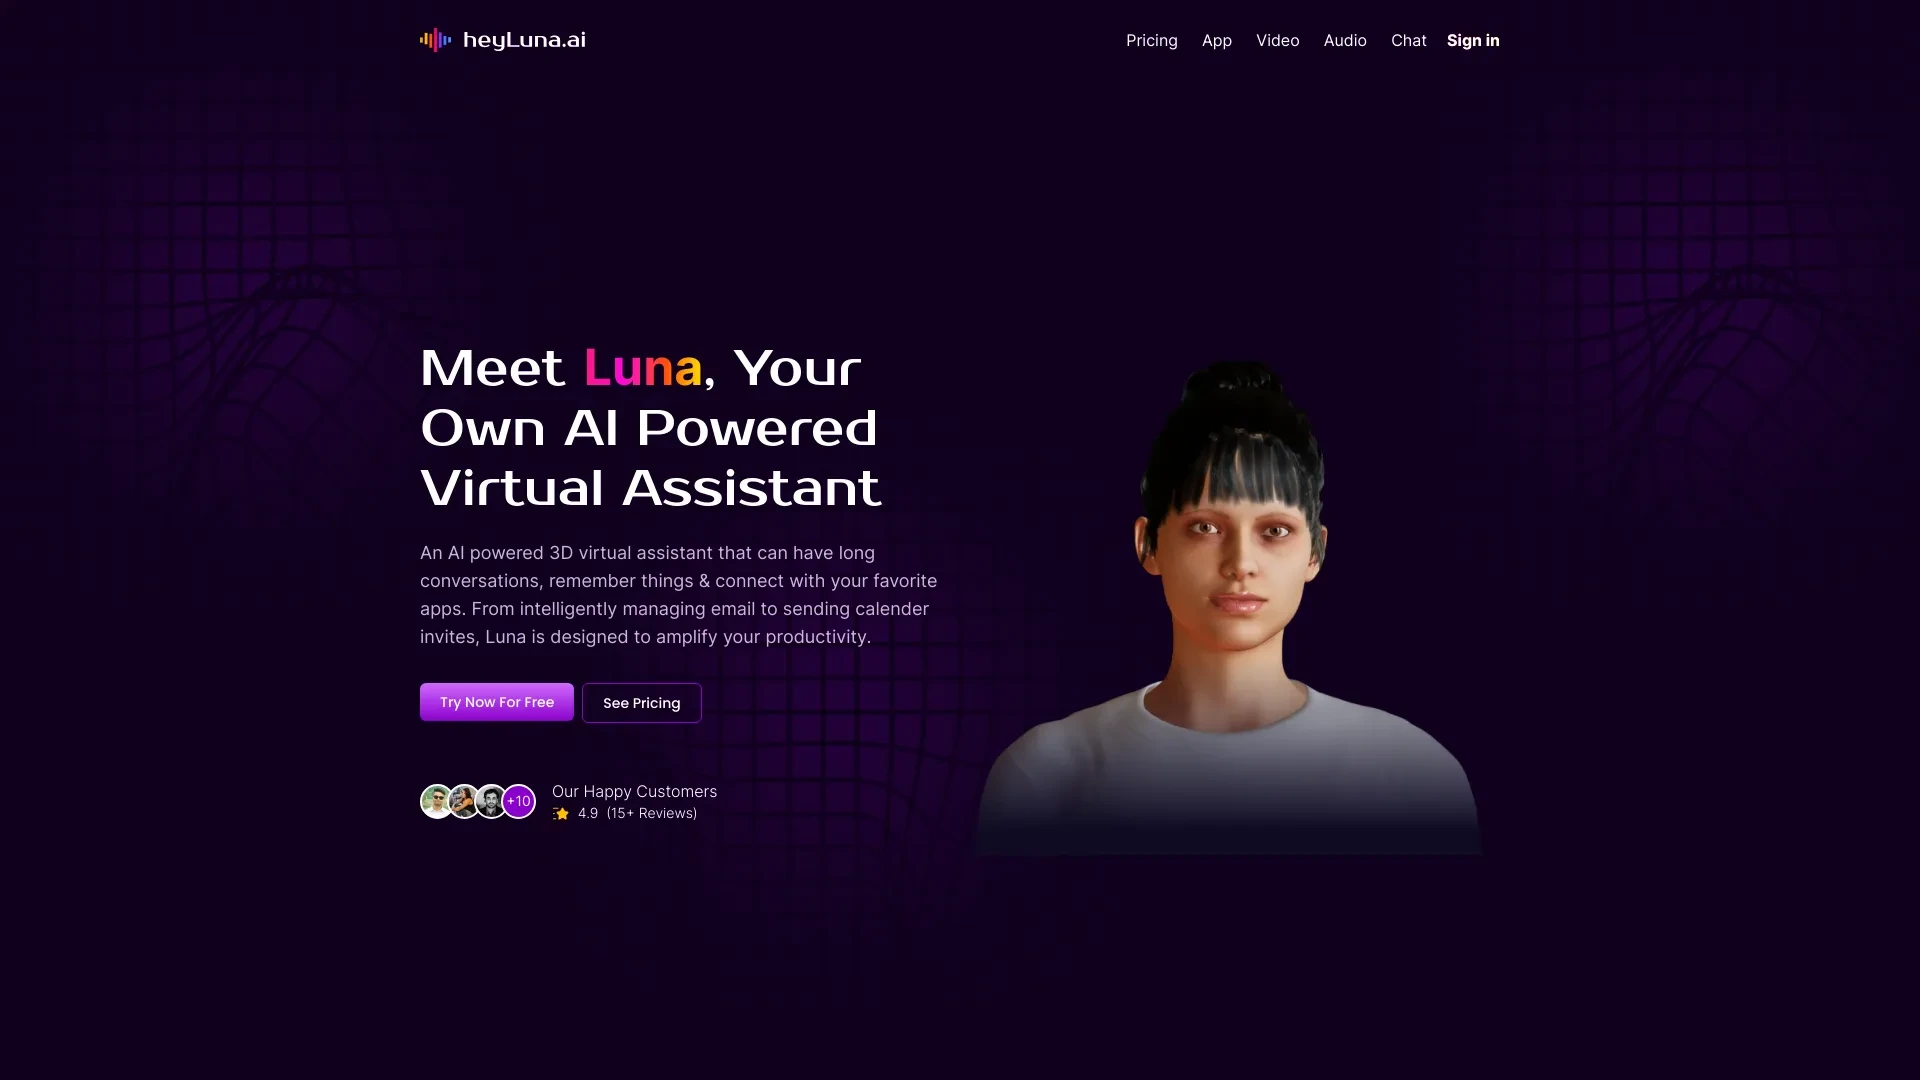 heyLuna.ai
Pricing App Video Audio Chat Sign in
Meet Luna, Your
Own AI Powered
Virtual Assistant
An AI powered 3D virtual assistant that can have long
conversations, remember things & connect with your favorite
apps. From intelligently managing email to sending calender
invites, Luna is designed to amplify your productivity.
Try Now For Free
See Pricing
+10
Our Happy Customers
4.9 (15+ Reviews)